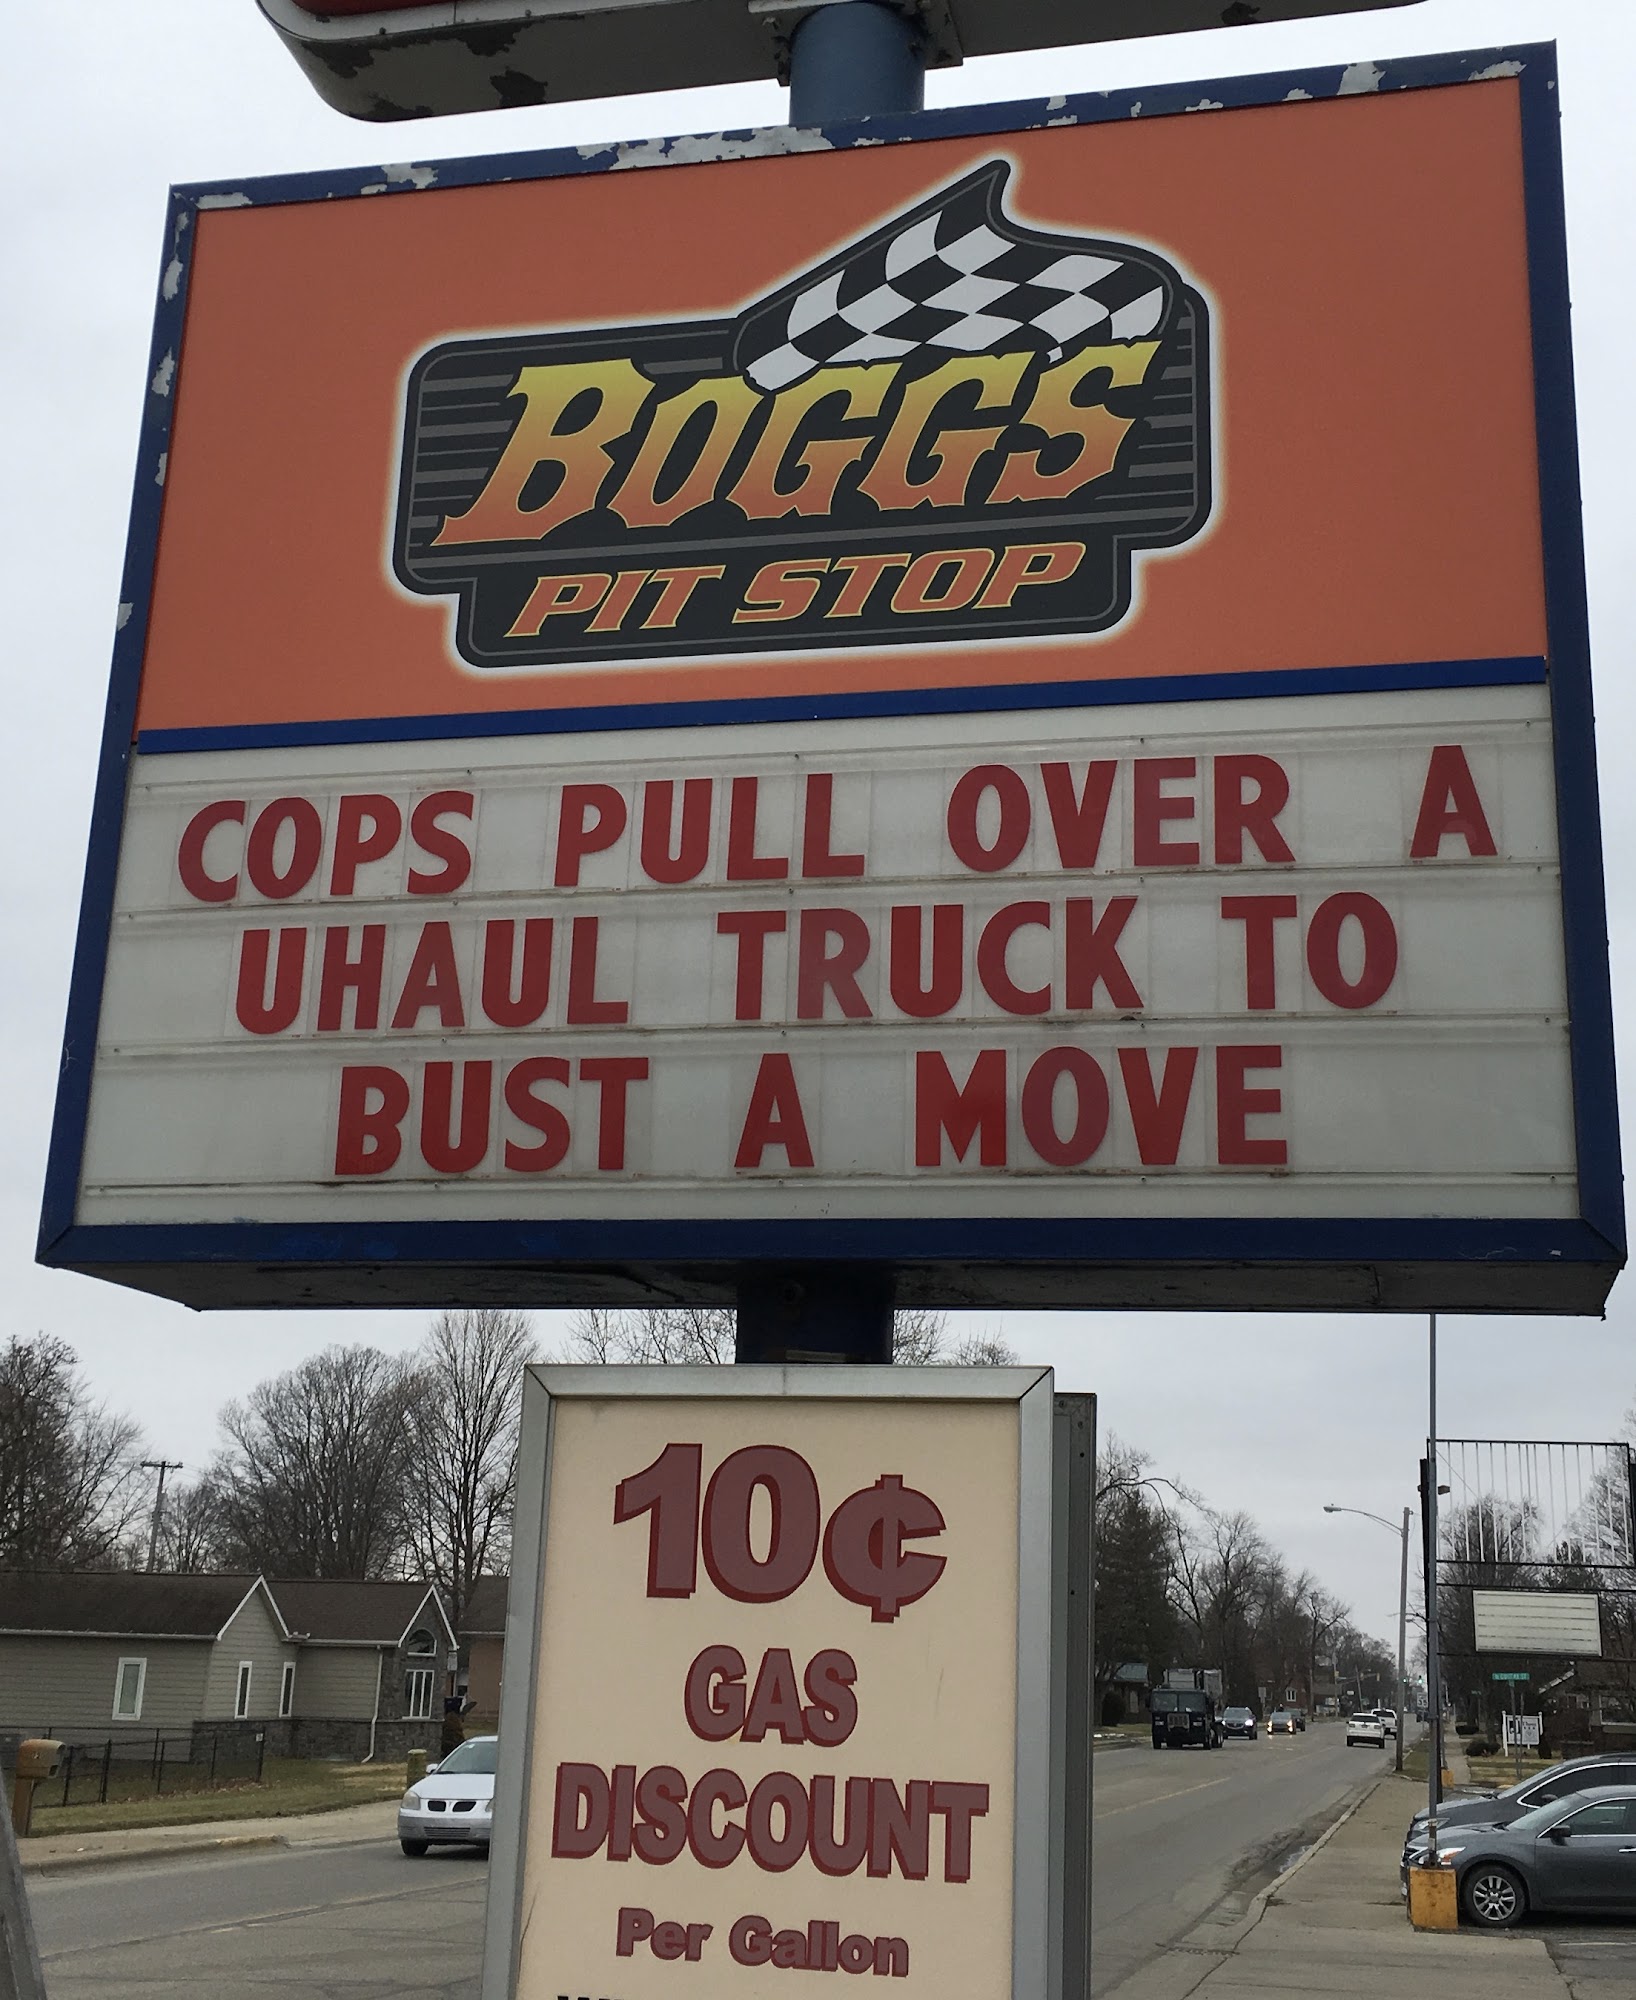 BOGGS
PIT STOP
COPS PULL OVER A
UHAUL TRUCK TO
BUST A MOVE
10¢
GAS
DISCOUNT
Per Gallon